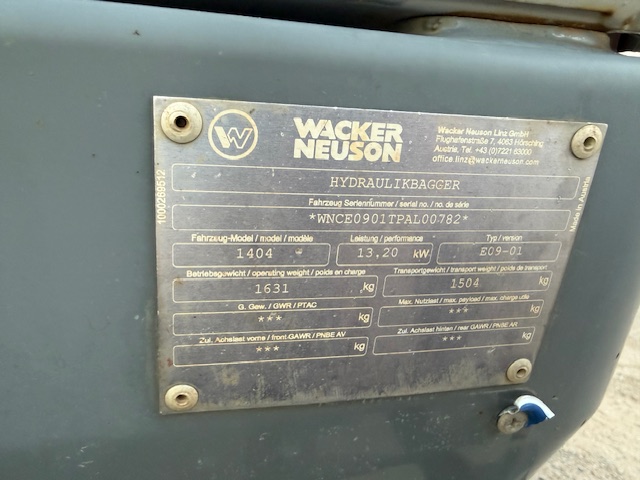 W
WACKER
NEUSON
Wacker Neuson Linz GmbH
Flughafenstraße 7, 4063 Hörsching
Austria, Tel. +43 (0)7221 63000
office.linz@wackerneuson.com
1000268512
HYDRAULIKBAGGER
Made in Austria
Fahrzeug Seriennummer / serial no. / no. de série
*WNCE0901TPAL00782*
Fahrzeug-Model / model / modèle
1404
Leistung / performance
13,20 kW
Typ / version
E09-01
Betriebsgewicht / operating weight / poids en charge
1631 kg
Transportgewicht / transport weight / poids de transport
1504 kg
G. Gew. / GWR / PTAC
*** kg
Max. Nutzlast / max. payload / max. charge utile
*** kg
Zul. Achslast vorne / front GAWR / PNBE AV
*** kg
Zul. Achslast hinten / rear GAWR / PNBE AR
*** kg